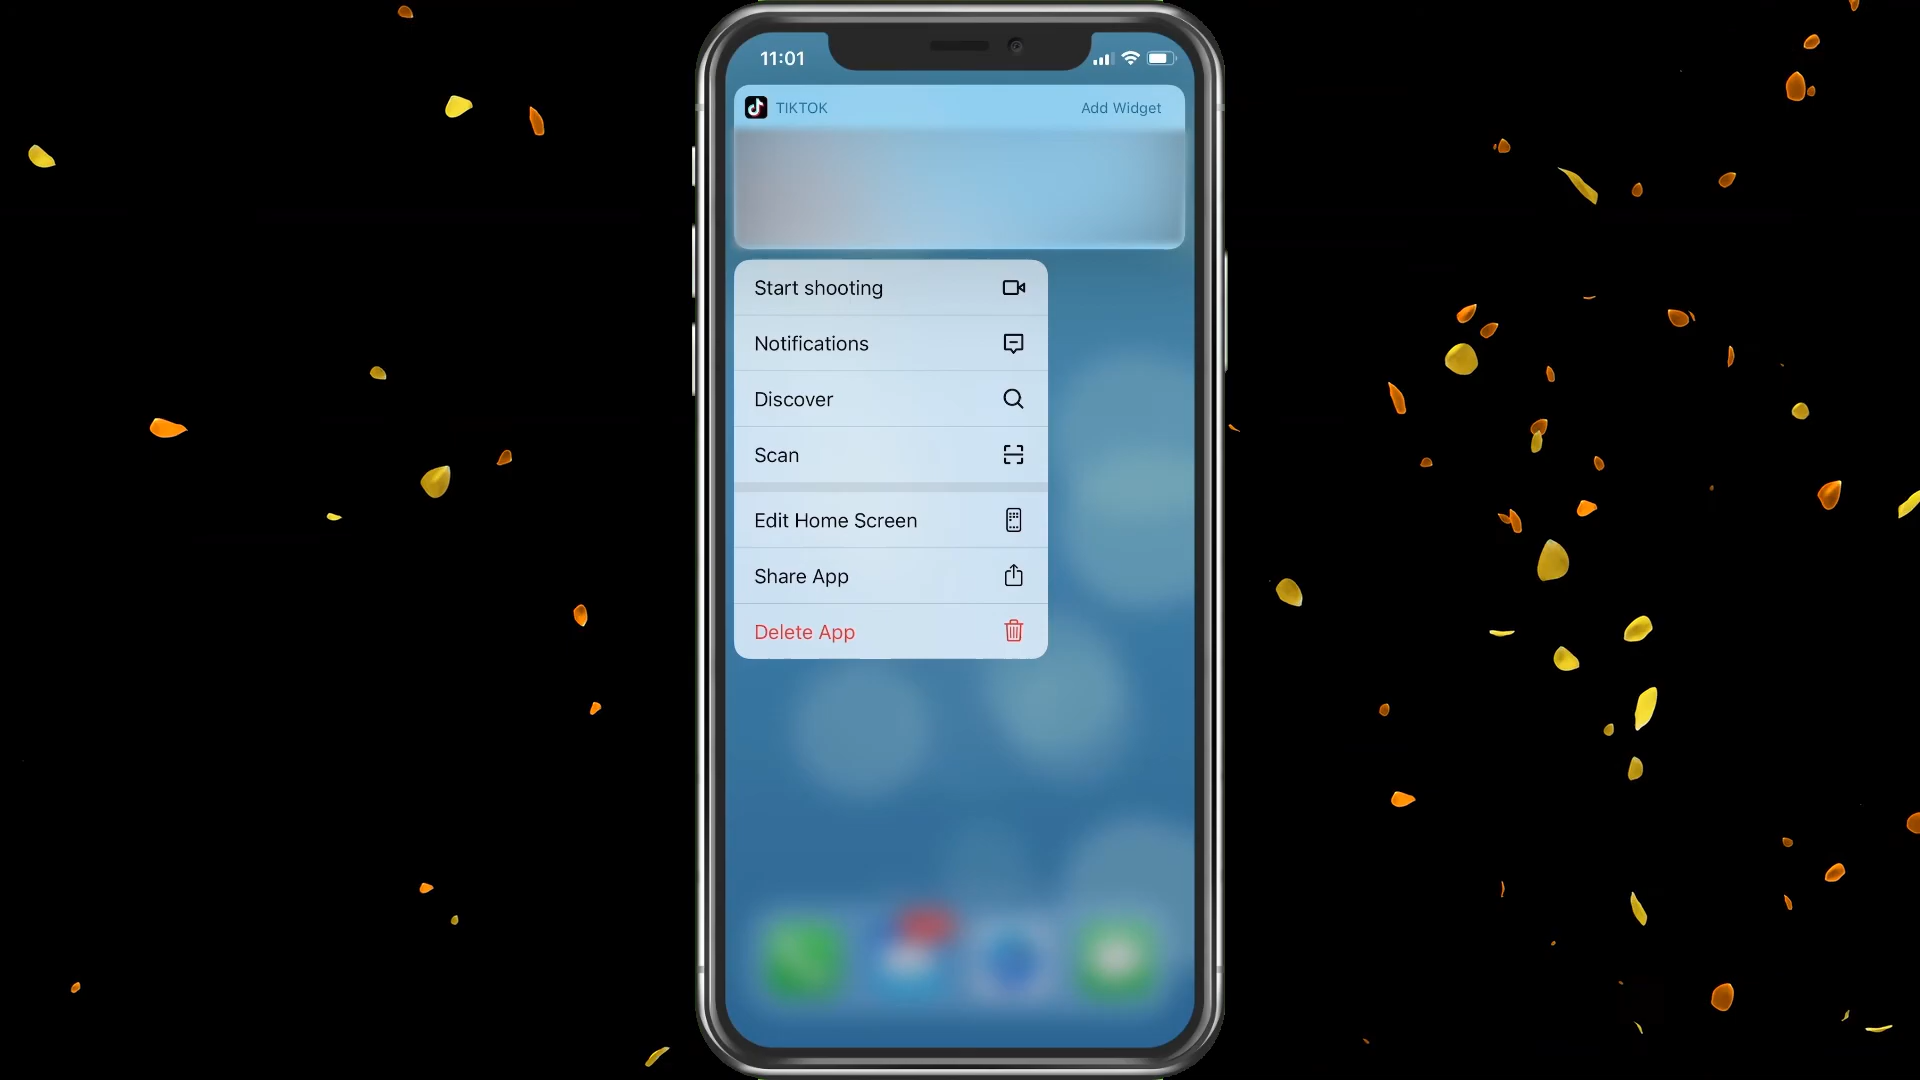 11:01
TIKTOK
Add Widget
Start shooting
Notifications
Discover
Scan
Edit Home Screen
Share App
Delete App